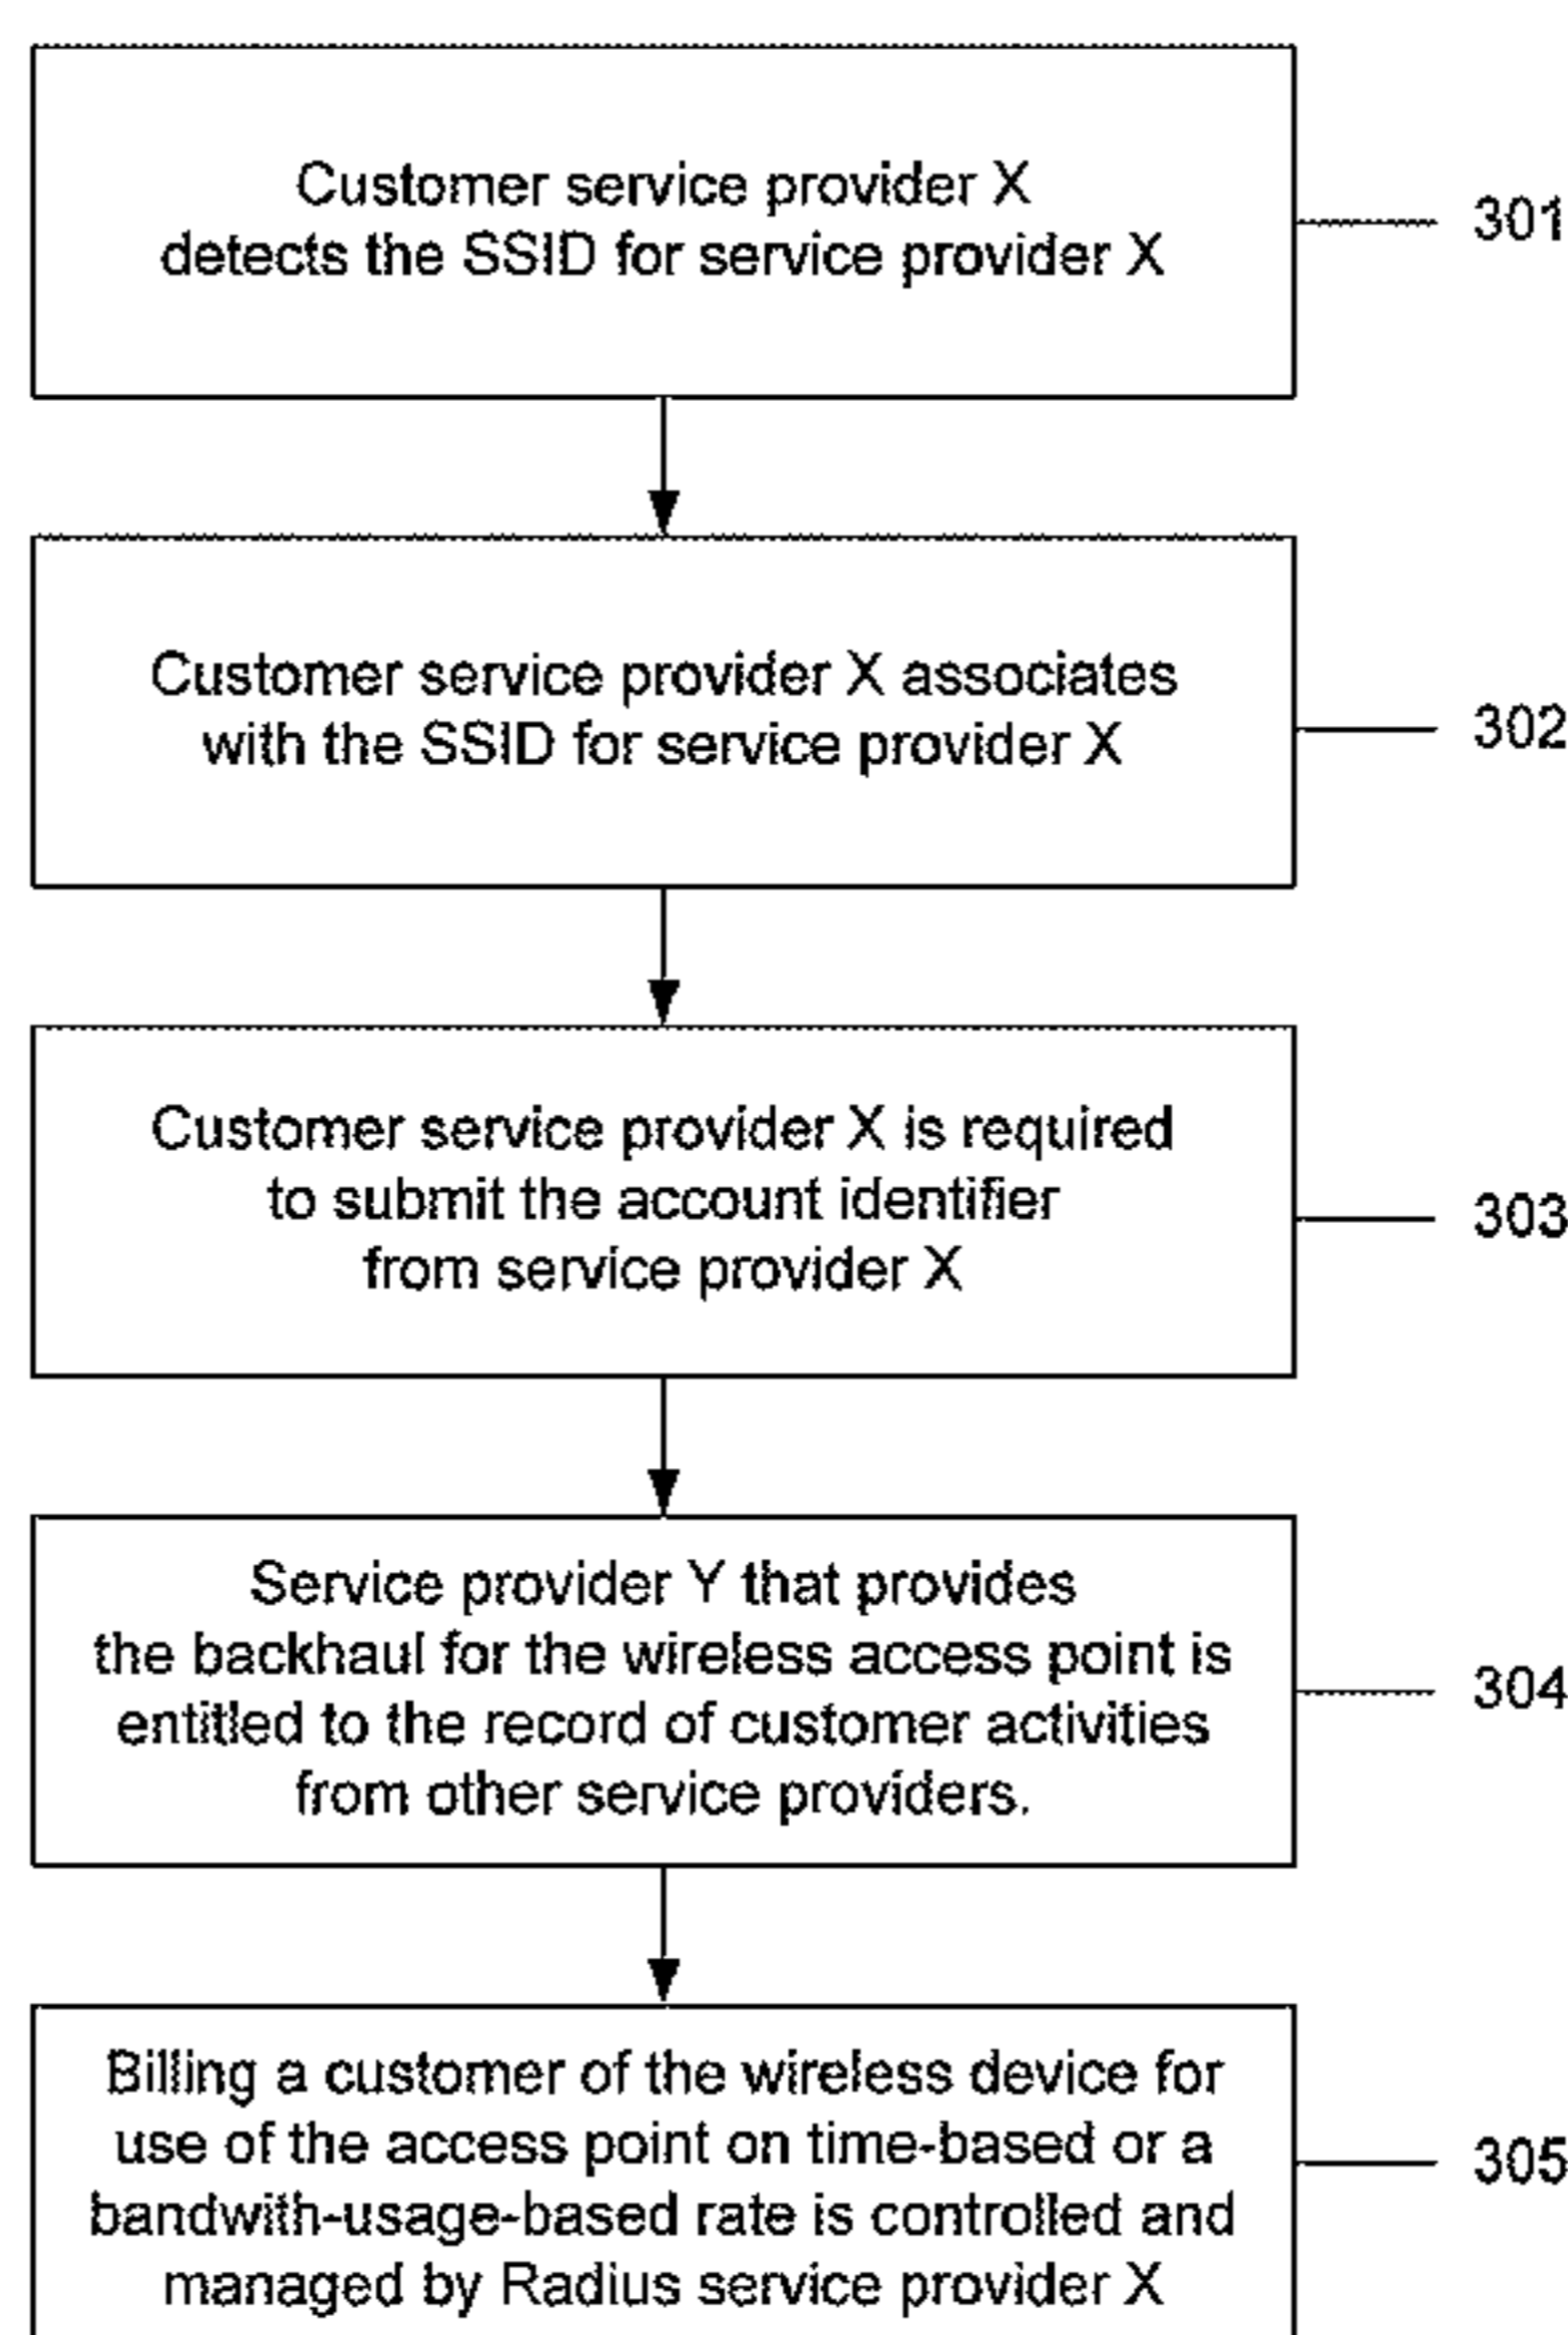 Customer service provider X
detects the SSID for service provider X
301
Customer service provider X associates
with the SSID for service provider X
302
Customer service provider X is required
to submit the account identifier
from service provider X
303
Service provider Y that provides
the backhaul for the wireless access point is
entitled to the record of customer activities
from other service providers.
304
Billing a customer of the wireless device for
use of the access point on time-based or a
bandwith-usage-based rate is controlled and
managed by Radius service provider X
305